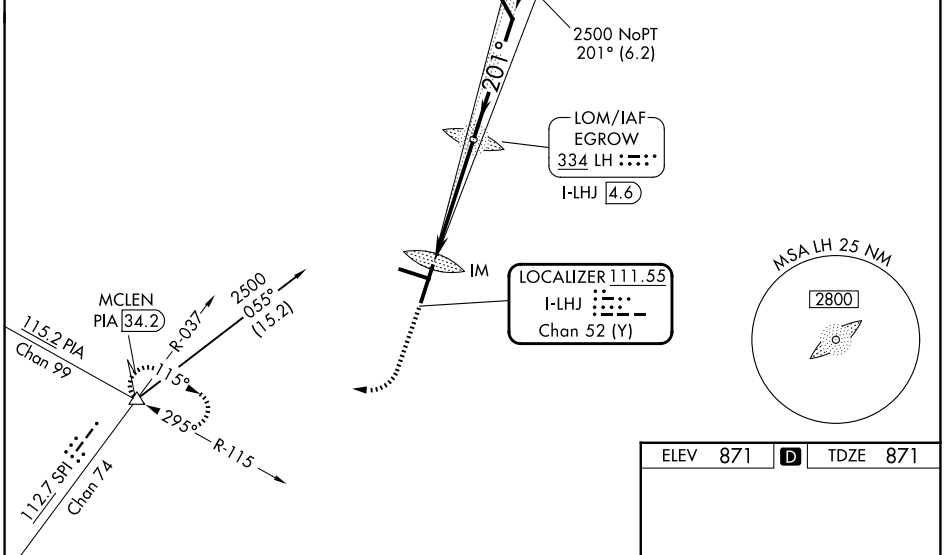 2500 NoPT
201° (6.2)
201°
LOM/IAF
EGROW
334 LH
I-LHJ 4.6
IM
LOCALIZER 111.55
I-LHJ
Chan 52 (Y)
MSA LH 25 NM
2800
MCLEN
PIA 34.2
R-037
2500
055°
(15.2)
115.2 PIA
Chan 99
115°
295°
R-115
112.7 SPI
Chan 74
ELEV 871 D TDZE 871